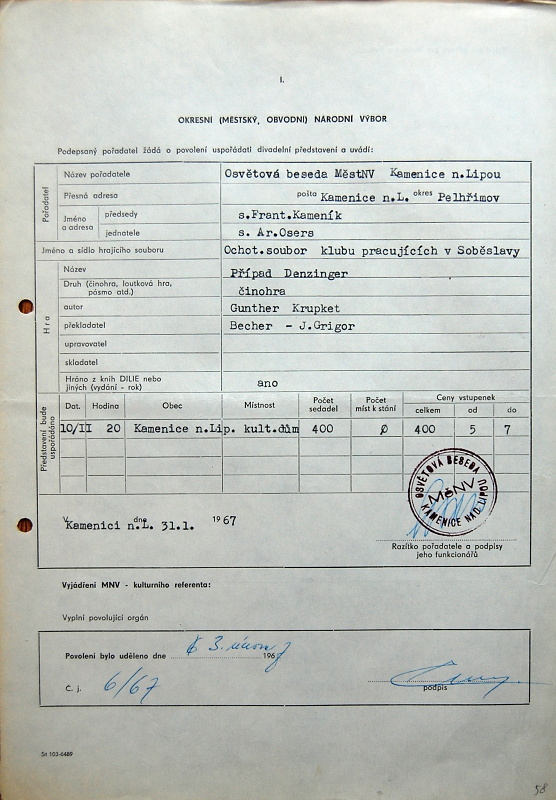 I.
OKRESNÍ (MĚSTSKÝ, OBVODNÍ) NÁRODNÍ VÝBOR
Podepsaný pořadatel žádá o povolení uspořádati divadelní představení a uvádí:
Pořadatel
Název pořadatele Osvětová beseda MěstNV Kamenice n.Lipou
Přesná adresa pošta Kamenice n.L. okres Pelhřimov
Jméno a adresa
předsedy s.Frant.Kameník
jednatele s. Ar.Osers
Jméno a sídlo hrajícího souboru Ochot.soubor klubu pracujících v Soběslavy
Hra
Název Případ Denzinger
Druh (činohra, loutková hra, pásmo atd.) činohra
autor Gunther Krupket
překladatel Becher - J.Grigor
upravovatel
skladatel
Hráno z knih DILIE nebo jiných (vydání - rok) ano
Představení bude uspořádáno
Dat. Hodina Obec Místnost Počet sedadel Počet míst k stání Ceny vstupenek celkem od do
10/II 20 Kamenice n.Lip. kult.dům 400 0 400 5 7
OSVĚTOVÁ BESEDA
MěNV
KAMENICE NAD LIPOU
V Kamenici n.L. dne 31.1. 1967
Razítko pořadatele a podpisy
jeho funkcionářů
Vyjádření MNV - kulturního referenta:
Vyplní povolující orgán
Povolení bylo uděleno dne 3. února 1967
Č. j. 6/67
podpis
Št 103-6489
58